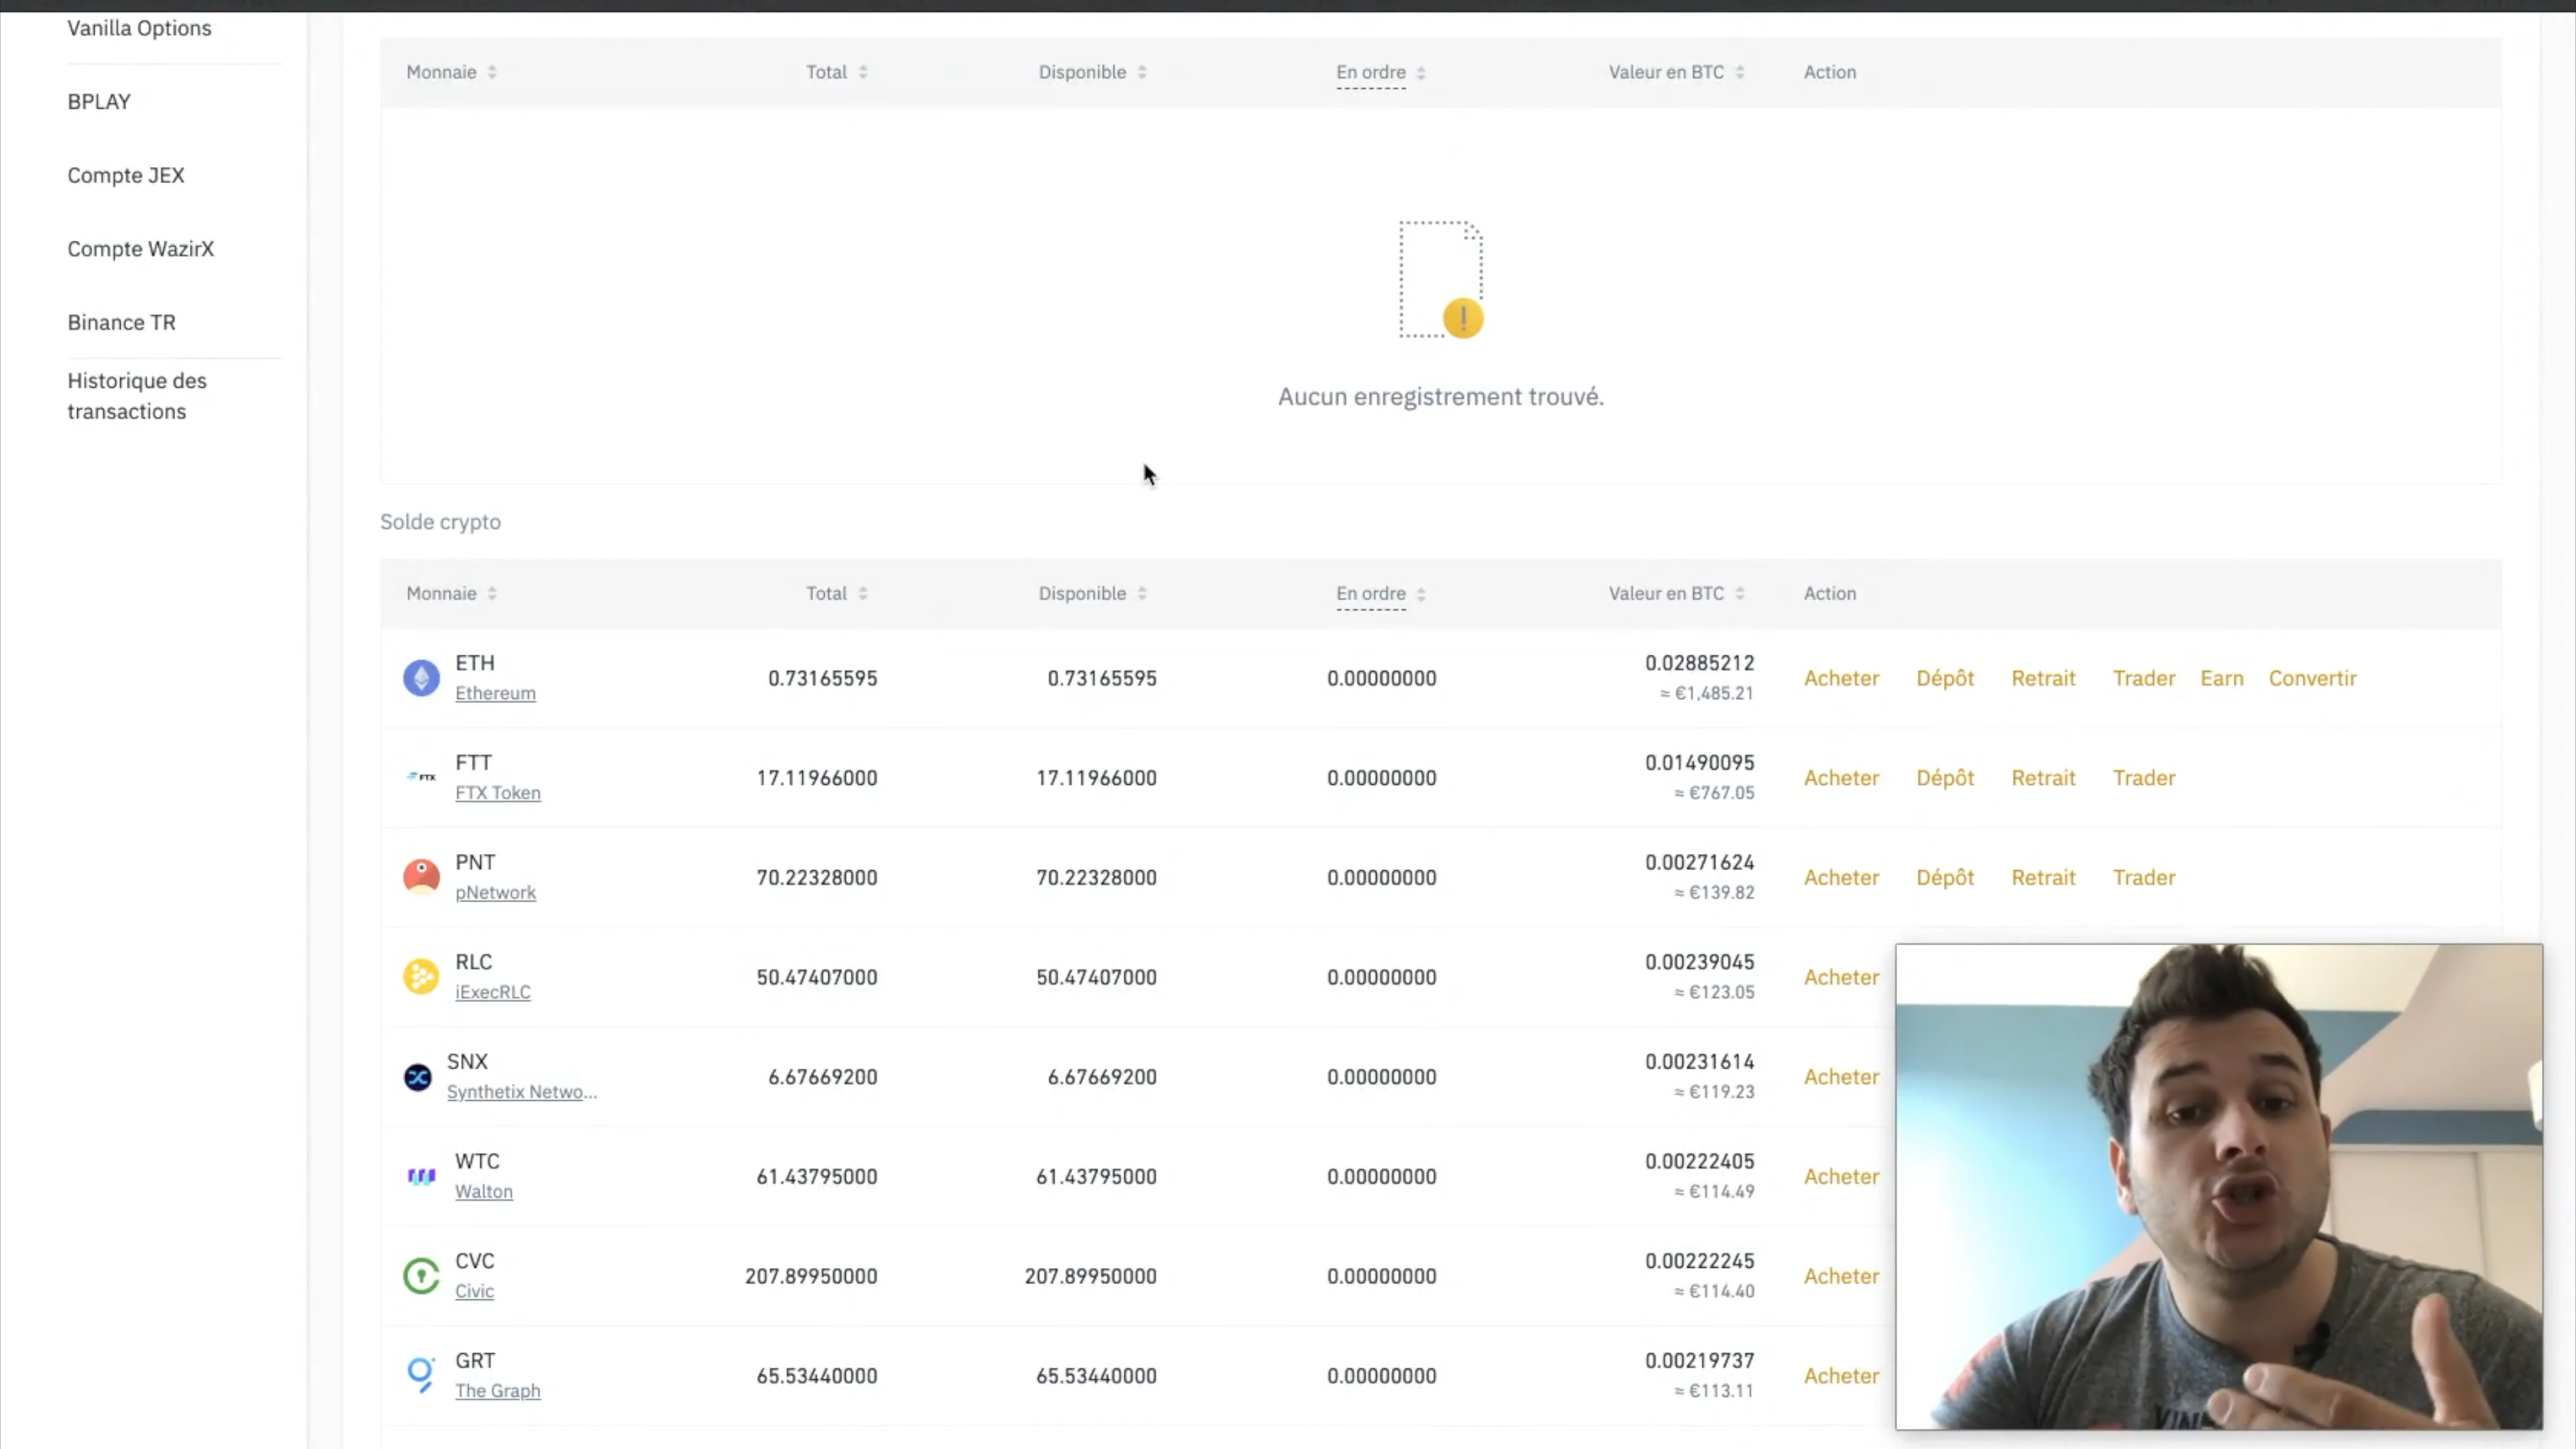 Vanilla Options
BPLAY
Compte JEX
Compte WazirX
Binance TR
Historique des
transactions
Monnaie Total Disponible En ordre Valeur en BTC Action
Aucun enregistrement trouvé.
Solde crypto
Monnaie Total Disponible En ordre Valeur en BTC Action
ETH 0.73165595 0.73165595 0.00000000 0.02885212 Acheter Dépôt Retrait Trader Earn Convertir
Ethereum ≈ €1,485.21
FTX
FTT 17.11966000 17.11966000 0.00000000 0.01490095 Acheter Dépôt Retrait Trader
FTX Token ≈ €767.05
PNT 70.22328000 70.22328000 0.00000000 0.00271624 Acheter Dépôt Retrait Trader
pNetwork ≈ €139.82
RLC 50.47407000 50.47407000 0.00000000 0.00239045 Acheter
iExecRLC ≈ €123.05
SNX 6.67669200 6.67669200 0.00000000 0.00231614 Acheter
Synthetix Netwo... ≈ €119.23
WTC 61.43795000 61.43795000 0.00000000 0.00222405 Acheter
Walton ≈ €114.49
CVC 207.89950000 207.89950000 0.00000000 0.00222245 Acheter
Civic ≈ €114.40
GRT 65.53440000 65.53440000 0.00000000 0.00219737 Acheter
The Graph ≈ €113.11